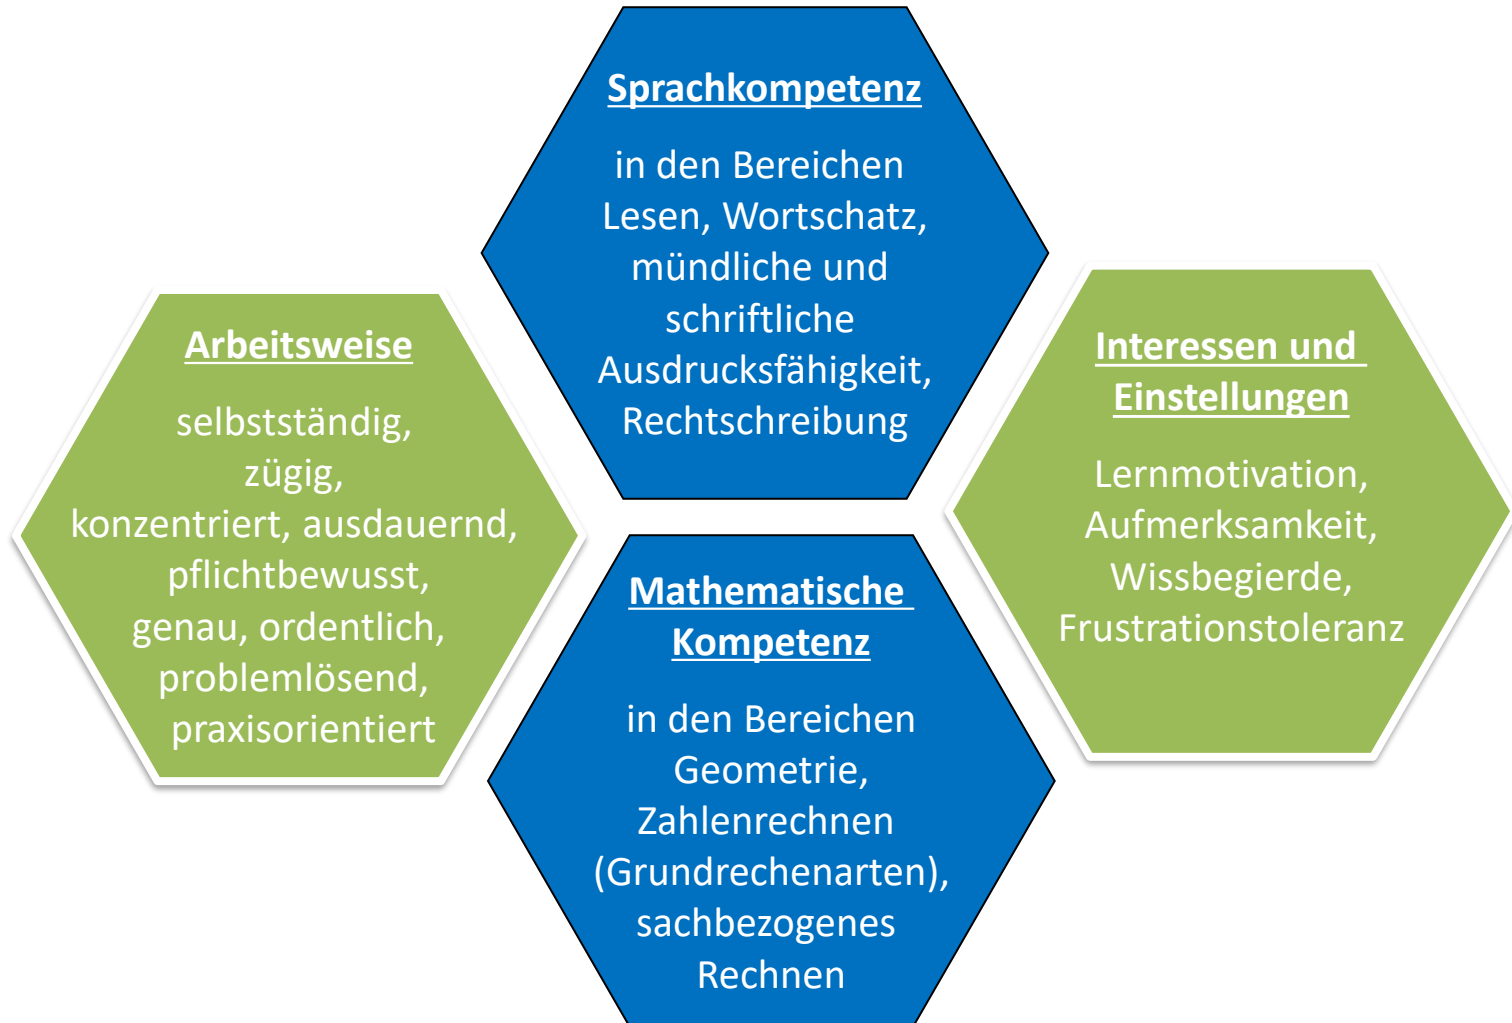 Sprachkompetenz
in den Bereichen
Lesen, Wortschatz,
mündliche und
schriftliche
Ausdrucksfähigkeit,
Rechtschreibung
Arbeitsweise
selbstständig,
zügig,
konzentriert, ausdauernd,
pflichtbewusst,
genau, ordentlich,
problemlösend,
praxisorientiert
Interessen und
Einstellungen
Lernmotivation,
Aufmerksamkeit,
Wissbegierde,
Frustrationstoleranz
Mathematische
Kompetenz
in den Bereichen
Geometrie,
Zahlenrechnen
(Grundrechenarten),
sachbezogenes
Rechnen